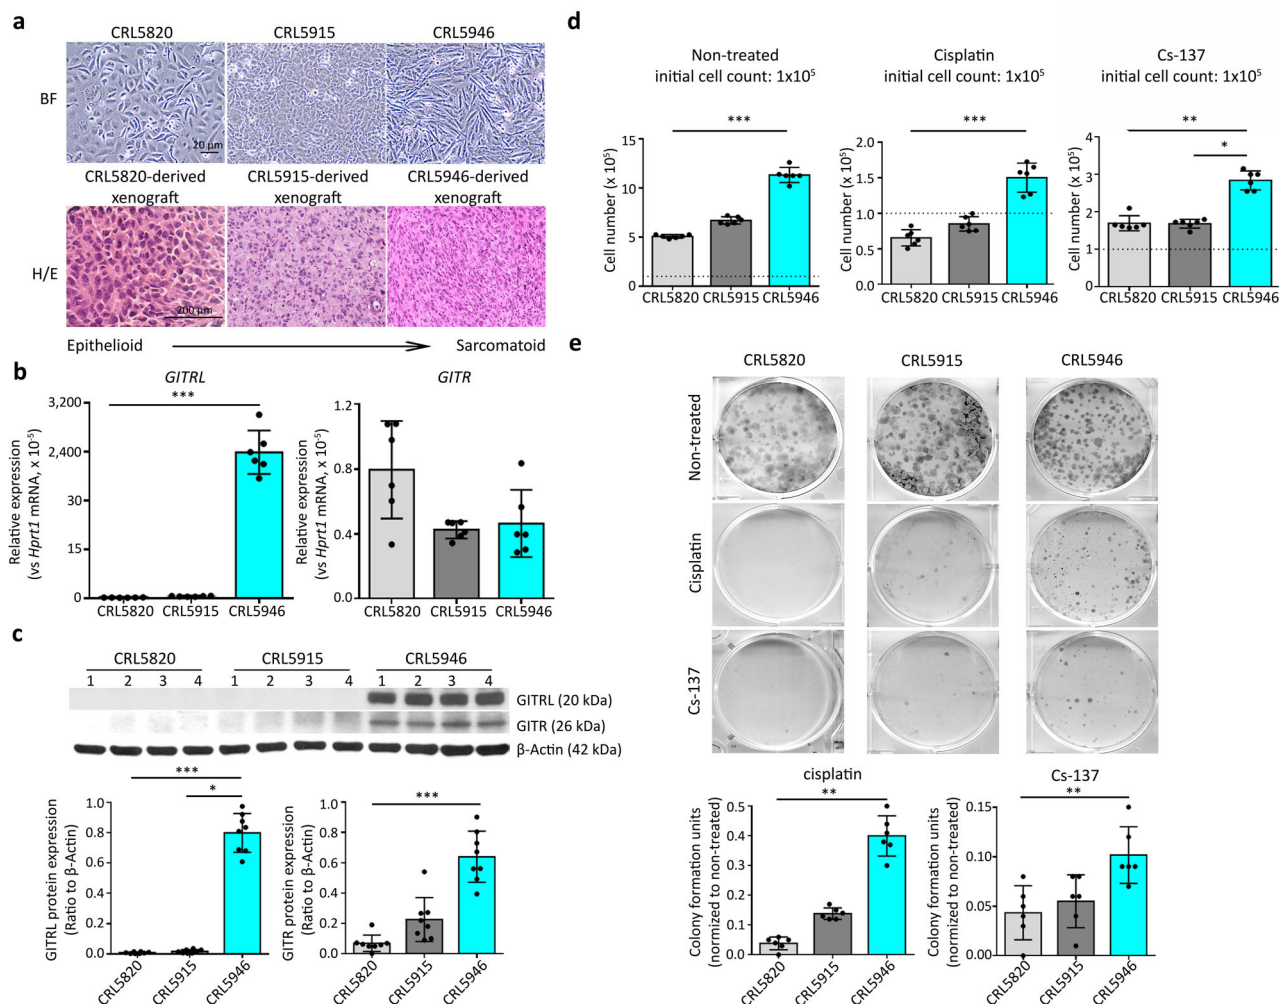 a
CRL5820 CRL5915 CRL5946
BF
20 µm
CRL5820-derived xenograft
CRL5915-derived xenograft
CRL5946-derived xenograft
H/E
200 µm
Epithelioid Sarcomatoid
b
GITRL
***
Relative expression
(vs Hprt1 mRNA, x 10⁻⁵)
3,200
2,400
30
15
0
CRL5820 CRL5915 CRL5946
GITR
Relative expression
(vs Hprt1 mRNA, x 10⁻⁵)
1.2
0.8
0.4
0.0
CRL5820 CRL5915 CRL5946
c
CRL5820 CRL5915 CRL5946
1 2 3 4 1 2 3 4 1 2 3 4
GITRL (20 kDa)
GITR (26 kDa)
β-Actin (42 kDa)
***
*
GITRL protein expression
(Ratio to β-Actin)
1.0
0.8
0.6
0.4
0.2
0.0
CRL5820 CRL5915 CRL5946
***
GITR protein expression
(Ratio to β-Actin)
1.0
0.8
0.6
0.4
0.2
0.0
CRL5820 CRL5915 CRL5946
d
Non-treated
initial cell count: 1x10⁵
***
Cell number (x 10⁵)
15
10
5
0
CRL5820 CRL5915 CRL5946
Cisplatin
initial cell count: 1x10⁵
***
Cell number (x 10⁵)
2.0
1.5
1.0
0.5
0.0
CRL5820 CRL5915 CRL5946
Cs-137
initial cell count: 1x10⁵
**
*
Cell number (x 10⁵)
4
3
2
1
0
CRL5820 CRL5915 CRL5946
e
CRL5820 CRL5915 CRL5946
Non-treated
Cisplatin
Cs-137
cisplatin
**
Colony formation units
(normized to non-treated)
0.5
0.4
0.3
0.2
0.1
0.0
CRL5820 CRL5915 CRL5946
Cs-137
**
Colony formation units
(normized to non-treated)
0.15
0.10
0.05
0.00
CRL5820 CRL5915 CRL5946